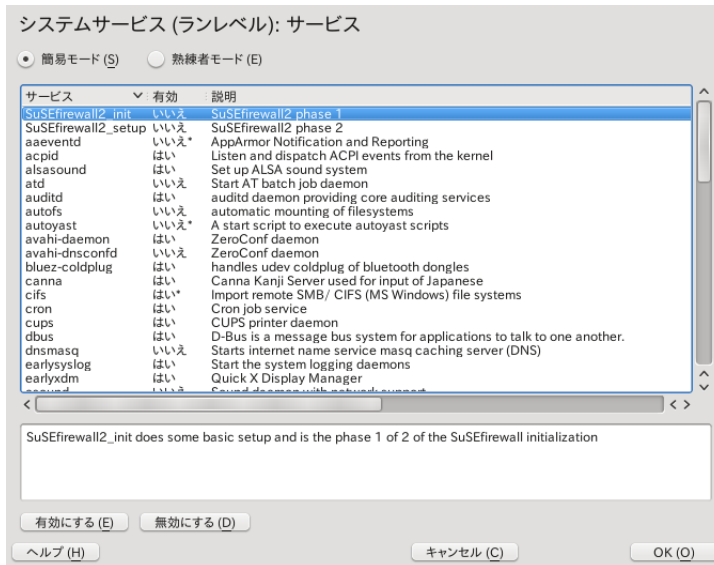 システムサービス (ランレベル): サービス
簡易モード (S) 熟練者モード (E)
サービス 有効 説明
SuSEfirewall2_init いいえ SuSEfirewall2 phase 1
SuSEfirewall2_setup いいえ SuSEfirewall2 phase 2
aaeventd いいえ* AppArmor Notification and Reporting
acpid はい Listen and dispatch ACPI events from the kernel
alsasound はい Set up ALSA sound system
atd いいえ Start AT batch job daemon
auditd はい auditd daemon providing core auditing services
autofs いいえ automatic mounting of filesystems
autoyast いいえ* A start script to execute autoyast scripts
avahi-daemon はい ZeroConf daemon
avahi-dnsconfd いいえ ZeroConf daemon
bluez-coldplug はい handles udev coldplug of bluetooth dongles
canna はい Canna Kanji Server used for input of Japanese
cifs はい* Import remote SMB/ CIFS (MS Windows) file systems
cron はい Cron job service
cups はい CUPS printer daemon
dbus はい D-Bus is a message bus system for applications to talk to one another.
dnsmasq いいえ Starts internet name service masq caching server (DNS)
earlysyslog はい Start the system logging daemons
earlyxdm はい Quick X Display Manager
いいえ Sound daemon with network support
SuSEfirewall2_init does some basic setup and is the phase 1 of 2 of the SuSEfirewall initialization
有効にする (E) 無効にする (D)
ヘルプ (H) キャンセル (C) OK (O)